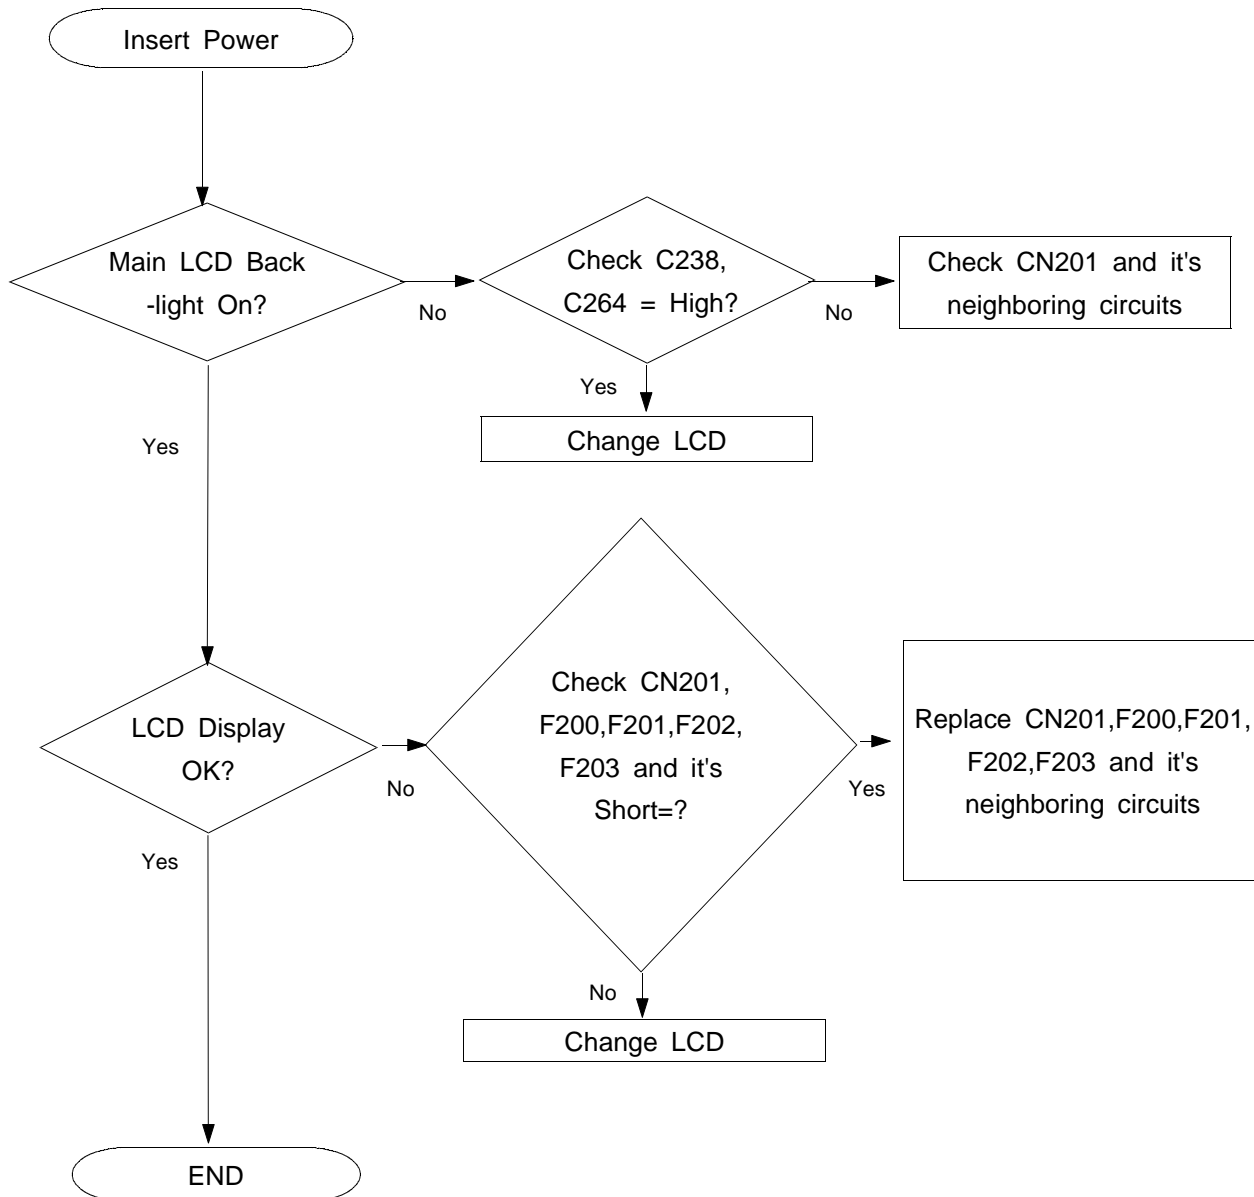 Insert Power
Main LCD Back
-light On?
No
Check C238,
C264 = High?
No
Check CN201 and it's
neighboring circuits
Yes
Change LCD
Yes
LCD Display
OK?
No
Check CN201,
F200,F201,F202,
F203 and it's
Short=?
Yes
Replace CN201,F200,F201,
F202,F203 and it's
neighboring circuits
No
Change LCD
Yes
END